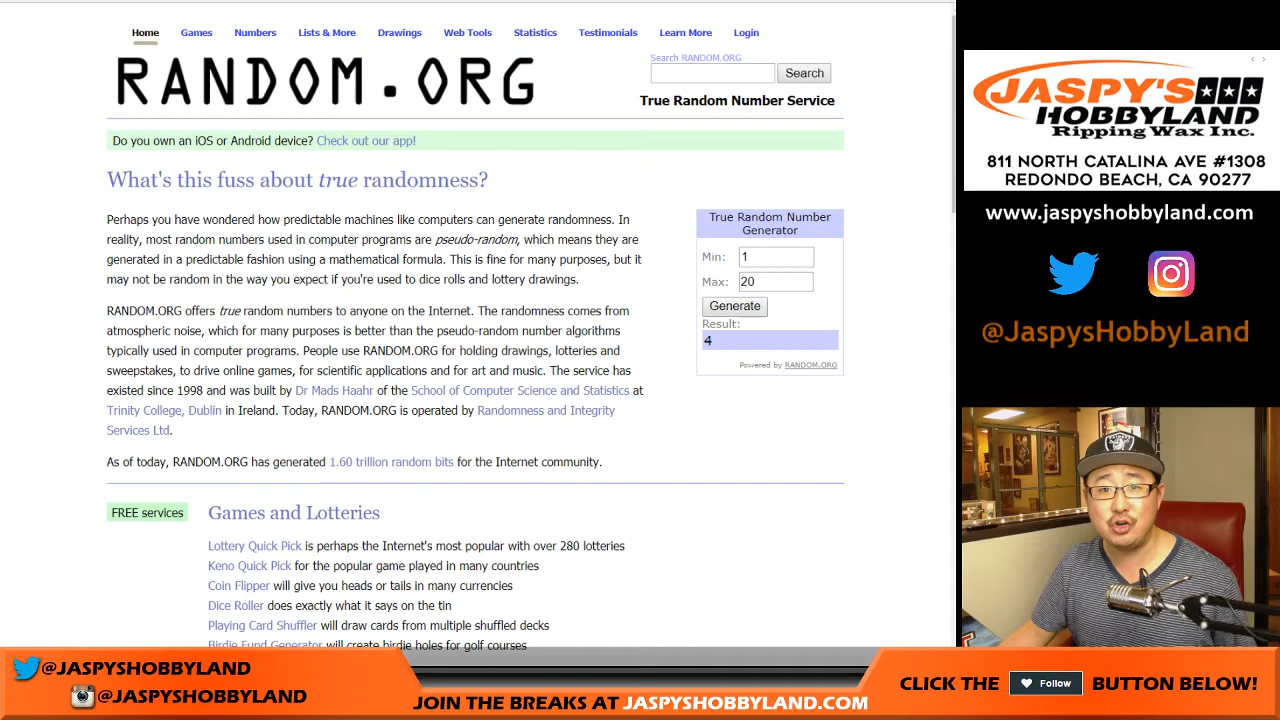 Home Games Numbers Lists & More Drawings Web Tools Statistics Testimonials Learn More Login
RANDOM.ORG
Search RANDOM.ORG
Search
True Random Number Service
Do you own an iOS or Android device? Check out our app!
What's this fuss about true randomness?
Perhaps you have wondered how predictable machines like computers can generate randomness. In
reality, most random numbers used in computer programs are pseudo-random, which means they are
generated in a predictable fashion using a mathematical formula. This is fine for many purposes, but it
may not be random in the way you expect if you're used to dice rolls and lottery drawings.
RANDOM.ORG offers true random numbers to anyone on the Internet. The randomness comes from
atmospheric noise, which for many purposes is better than the pseudo-random number algorithms
typically used in computer programs. People use RANDOM.ORG for holding drawings, lotteries and
sweepstakes, to drive online games, for scientific applications and for art and music. The service has
existed since 1998 and was built by Dr Mads Haahr of the School of Computer Science and Statistics at
Trinity College, Dublin in Ireland. Today, RANDOM.ORG is operated by Randomness and Integrity
Services Ltd.
As of today, RANDOM.ORG has generated 1.60 trillion random bits for the Internet community.
True Random Number
Generator
Min: 1
Max: 20
Generate
Result:
4
Powered by RANDOM.ORG
FREE services
Games and Lotteries
Lottery Quick Pick is perhaps the Internet's most popular with over 280 lotteries
Keno Quick Pick for the popular game played in many countries
Coin Flipper will give you heads or tails in many currencies
Dice Roller does exactly what it says on the tin
Playing Card Shuffler will draw cards from multiple shuffled decks
Birdie Fund Generator will create birdie holes for golf courses
JASPY'S
HOBBYLAND
Ripping Wax Inc.
811 NORTH CATALINA AVE #1308
REDONDO BEACH, CA 90277
www.jaspyshobbyland.com
@JaspysHobbyLand
RAIDERS
@JASPYSHOBBYLAND
@JASPYSHOBBYLAND
JOIN THE BREAKS AT JASPYSHOBBYLAND.COM
CLICK THE Follow BUTTON BELOW!